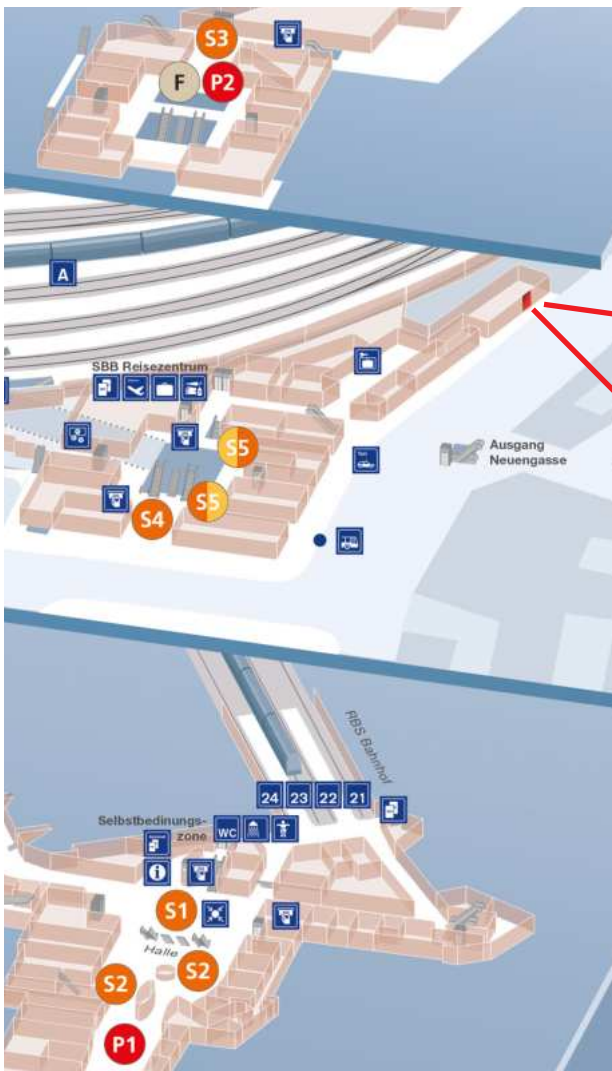 S3
F
P2
A
SBB Reisezentrum
S5
Ausgang
Neuengasse
S5
S4
RBS Bahnhof
24 23 22 21
Selbstbedinungs-
zone
WC
S1
Halle
S2
S2
P1